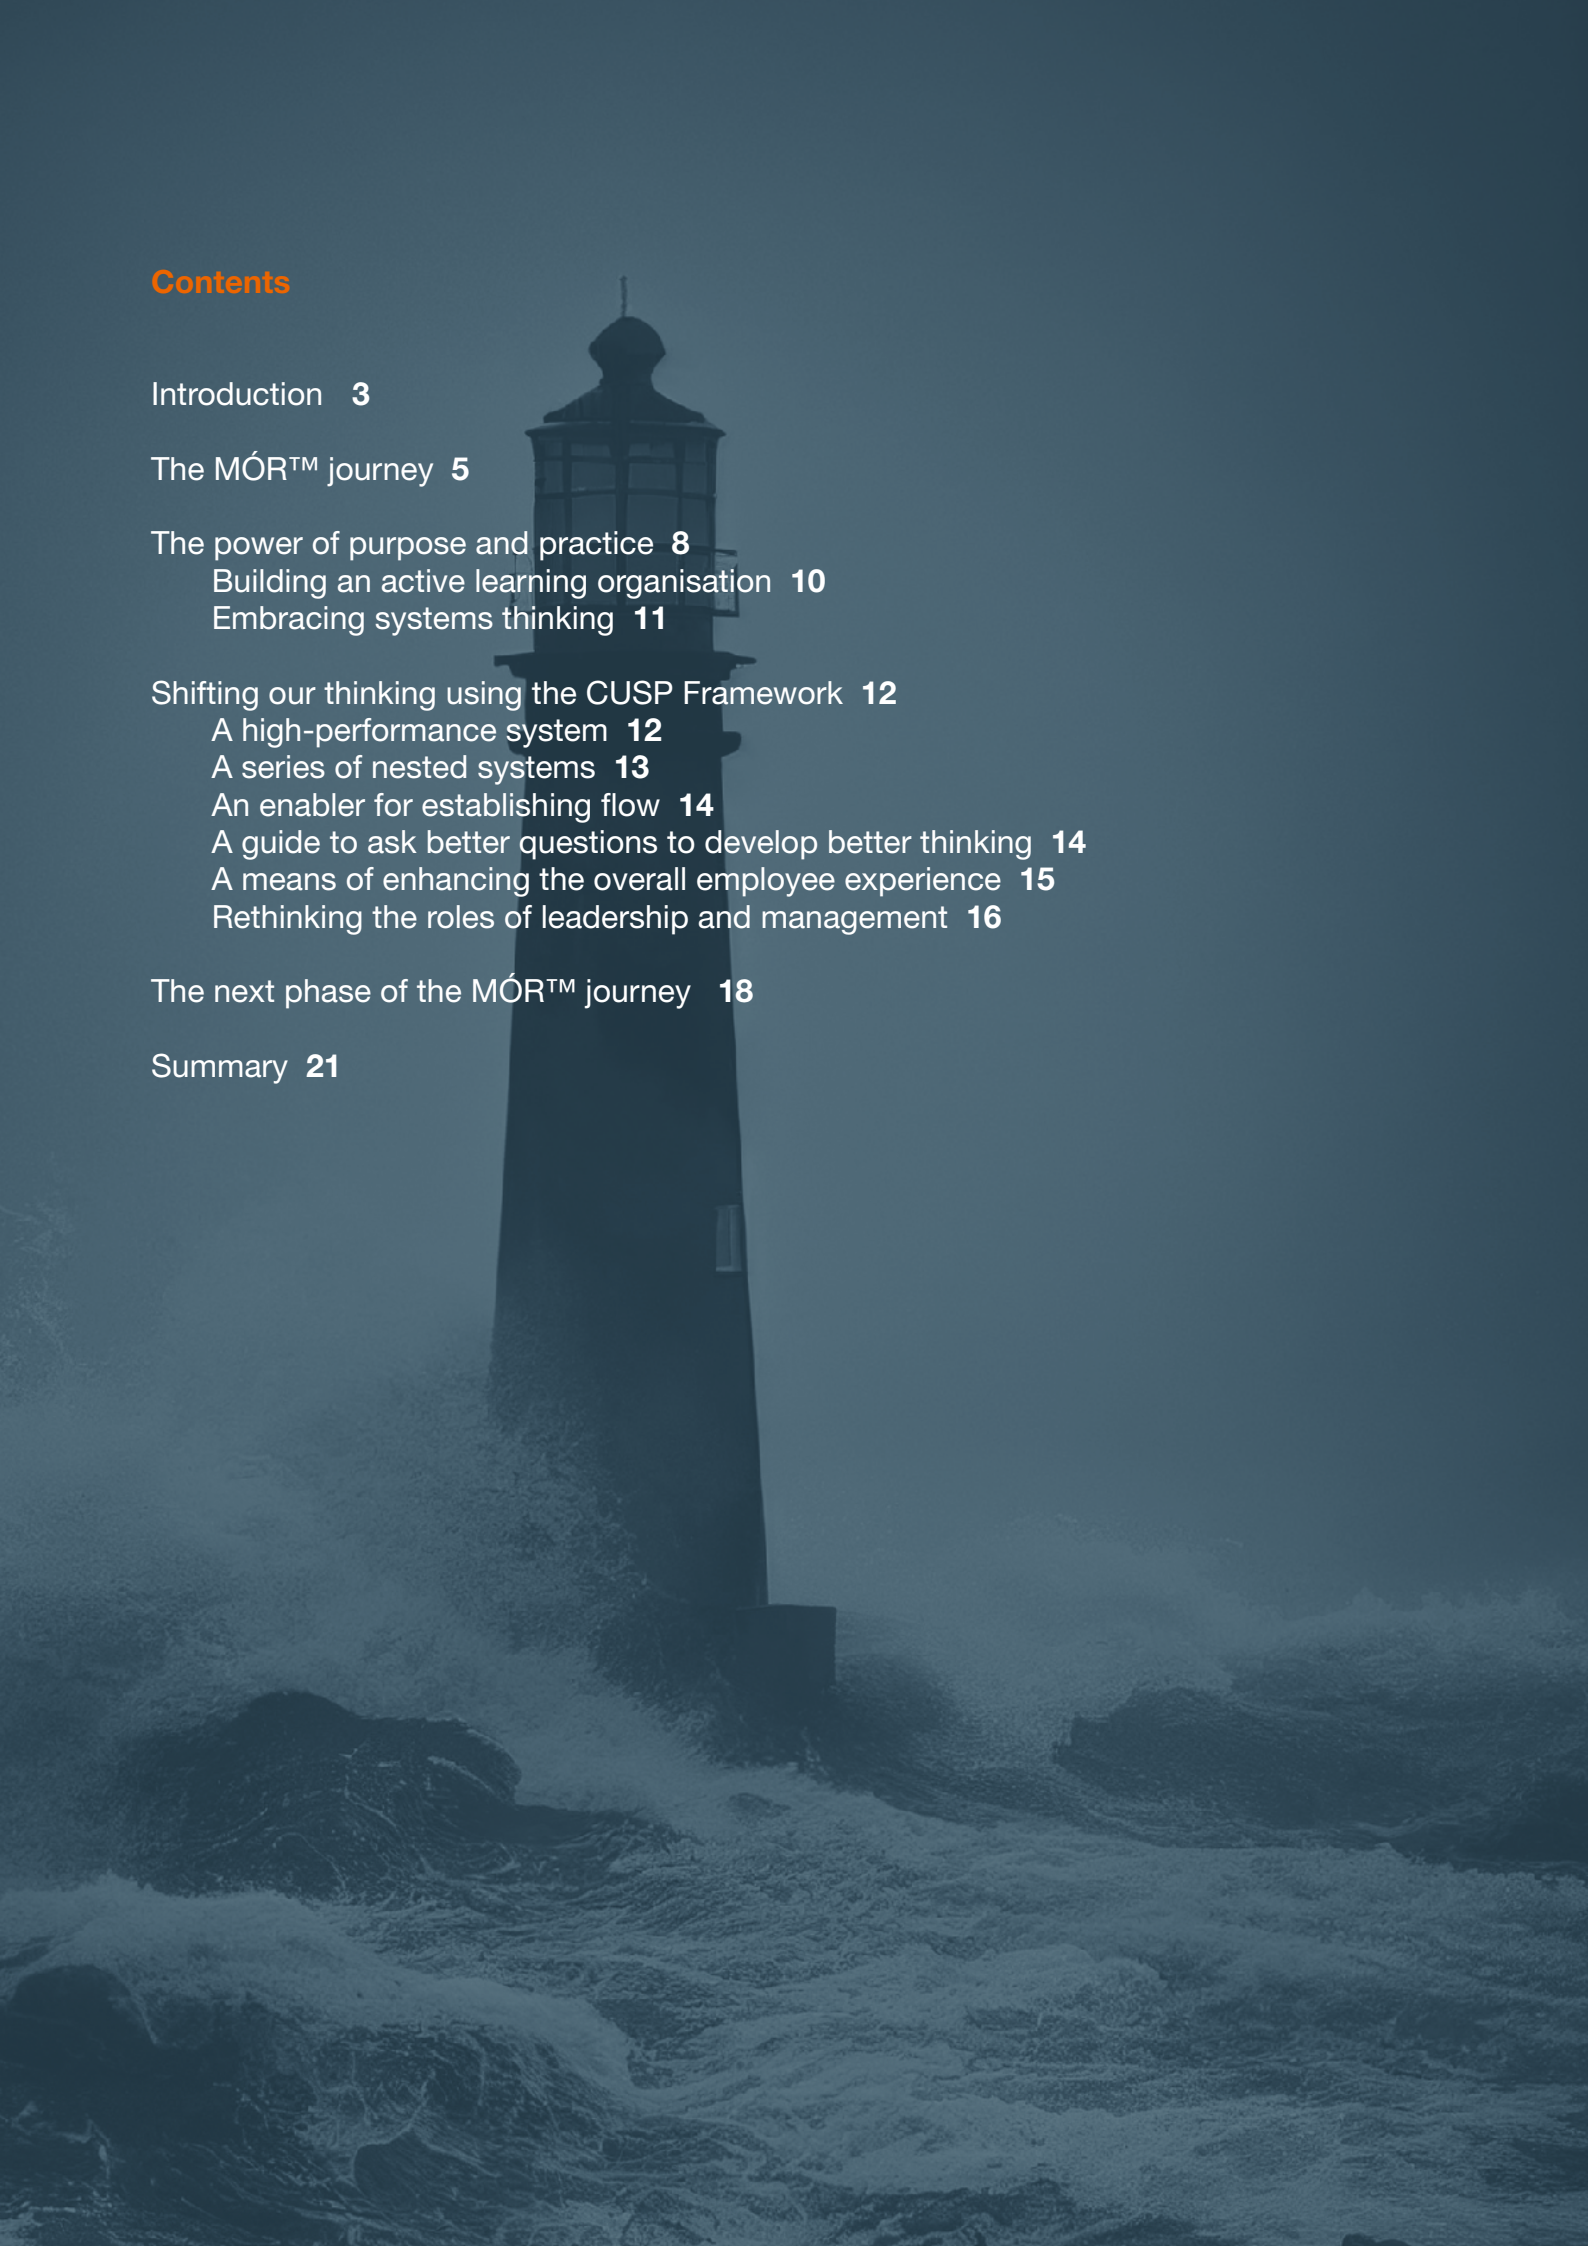 Contents
Introduction 3
The MÓR™ journey 5
The power of purpose and practice 8
Building an active learning organisation 10
Embracing systems thinking 11
Shifting our thinking using the CUSP Framework 12
A high-performance system 12
A series of nested systems 13
An enabler for establishing flow 14
A guide to ask better questions to develop better thinking 14
A means of enhancing the overall employee experience 15
Rethinking the roles of leadership and management 16
The next phase of the MÓR™ journey 18
Summary 21